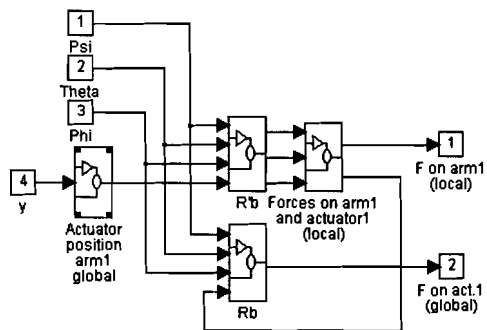 1
Psi
2
Theta
3
Phi
4
y
Actuator
position
arm1
global
R'b
Forces on arm1
and actuator1
(local)
Rb
1
F on arm1
(local)
2
F on act.1
(global)